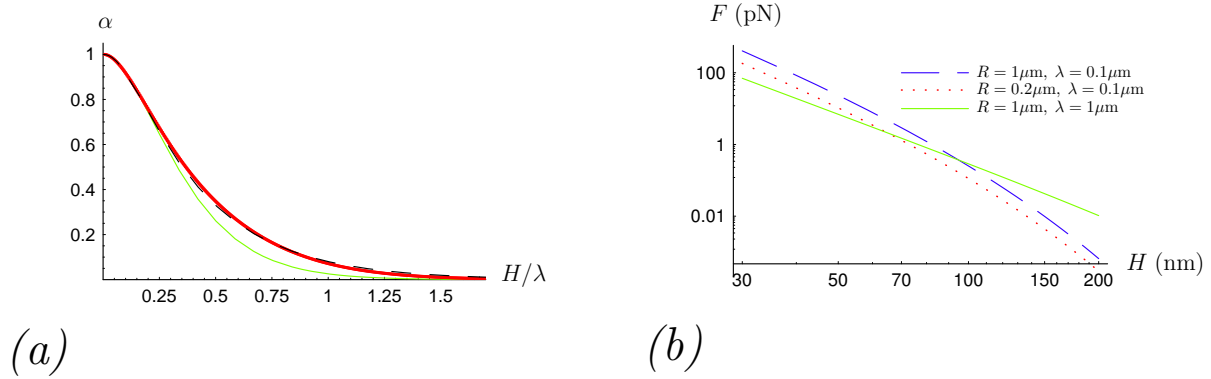 α
1
0.8
0.6
0.4
0.2
0.25 0.5 0.75 1 1.25 1.5
H/λ
(a)
F (pN)
100
1
0.01
R = 1μm, λ = 0.1μm
R = 0.2μm, λ = 0.1μm
R = 1μm, λ = 1μm
30 50 70 100 150 200
H (nm)
(b)